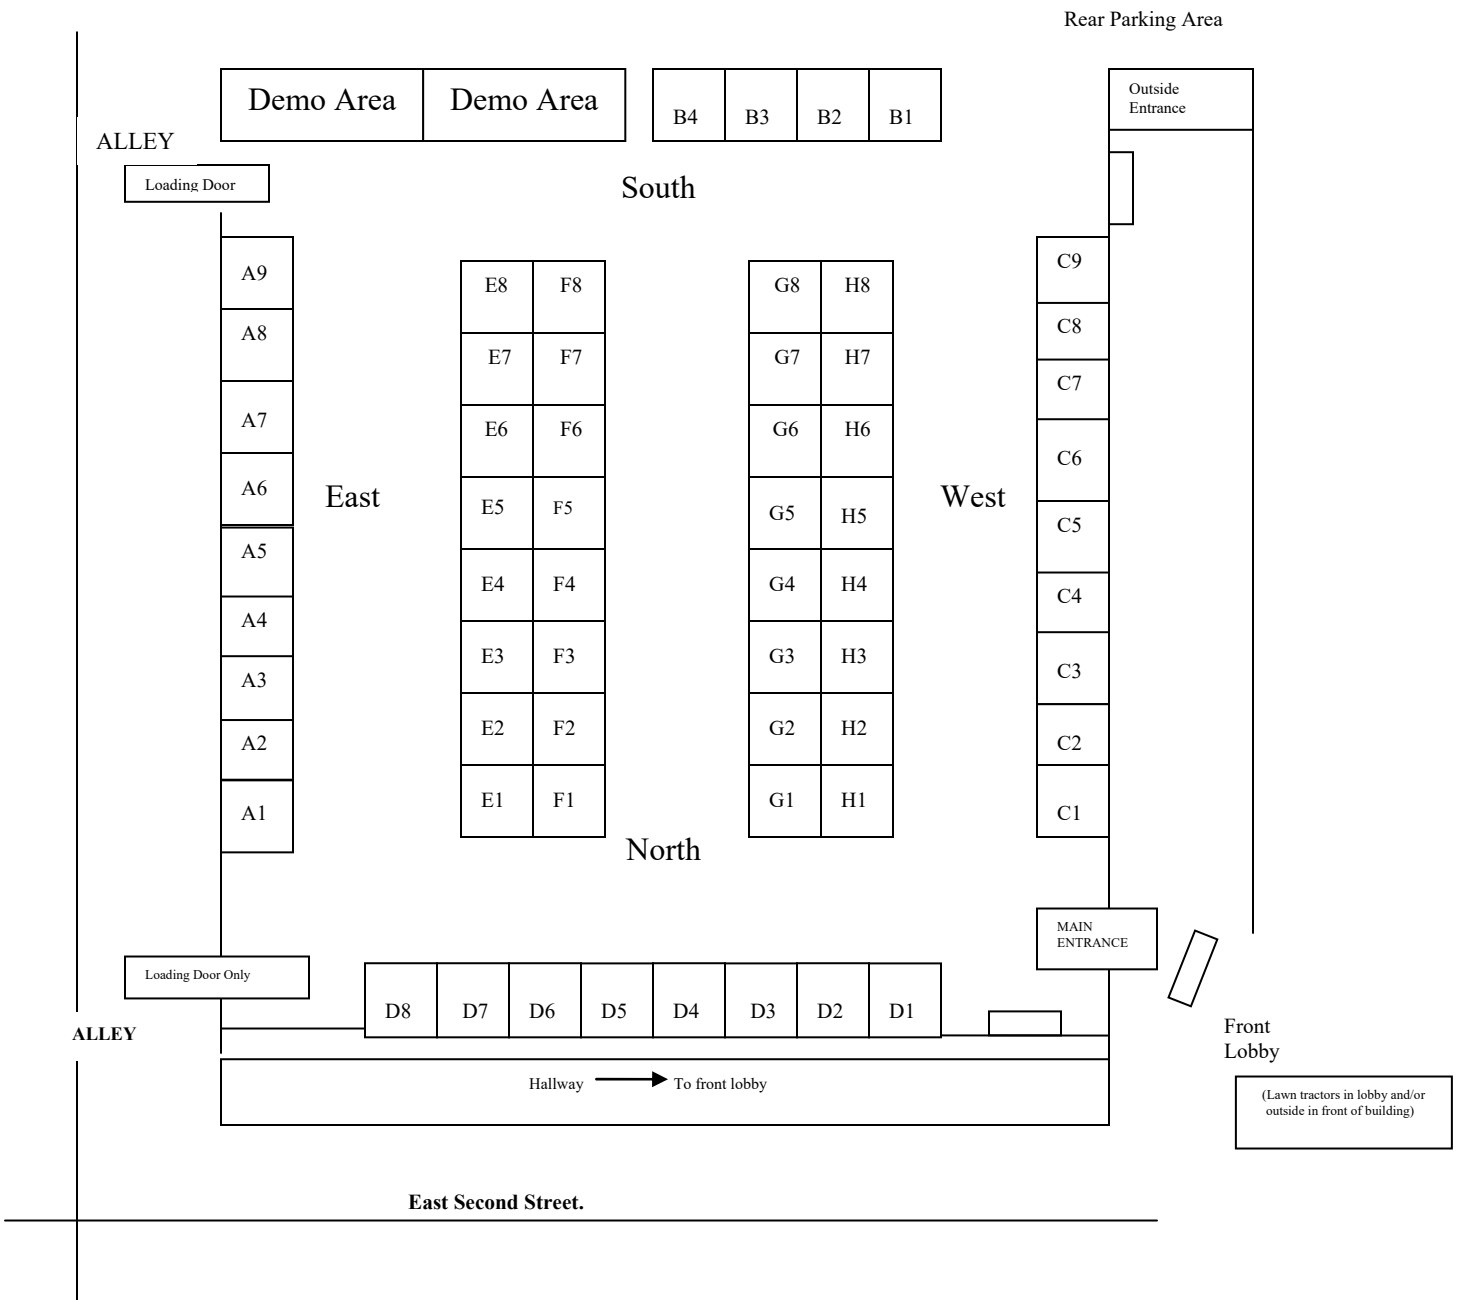 Rear Parking Area
Demo Area Demo Area B4 B3 B2 B1
Outside
Entrance
ALLEY
Loading Door
South
A9 E8 F8 G8 H8 C9
A8 E7 F7 G7 H7 C8
C7
A7 E6 F6 G6 H6 C6
A6 East E5 F5 G5 H5 West C5
A5 E4 F4 G4 H4 C4
A4 E3 F3 G3 H3 C3
A3
A2 E2 F2 G2 H2 C2
A1 E1 F1 G1 H1 C1
North
MAIN
ENTRANCE
Loading Door Only
D8 D7 D6 D5 D4 D3 D2 D1
ALLEY
Front
Lobby
Hallway To front lobby
(Lawn tractors in lobby and/or
outside in front of building)
East Second Street.